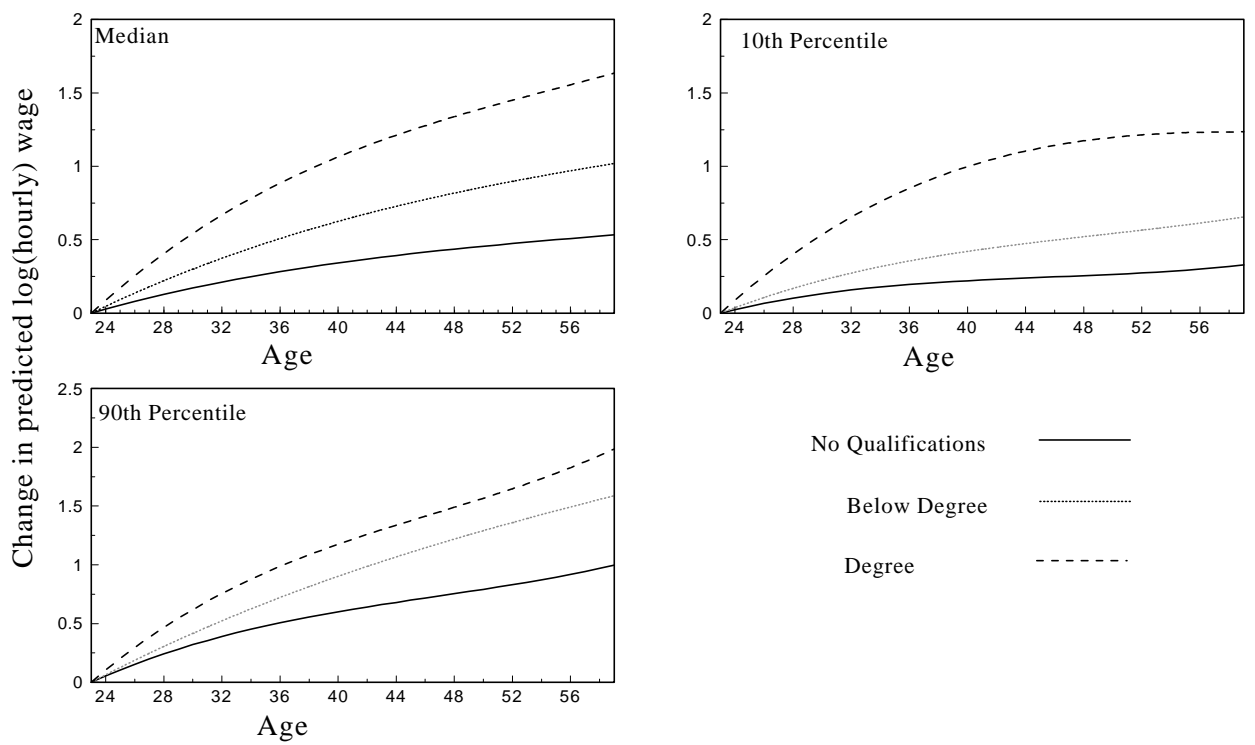 Change in predicted log(hourly) wage
Median
2
1.5
1
0.5
0
24 28 32 36 40 44 48 52 56
Age
10th Percentile
2
1.5
1
0.5
0
24 28 32 36 40 44 48 52 56
Age
90th Percentile
2.5
2
1.5
1
0.5
0
24 28 32 36 40 44 48 52 56
Age
No Qualifications
Below Degree
Degree